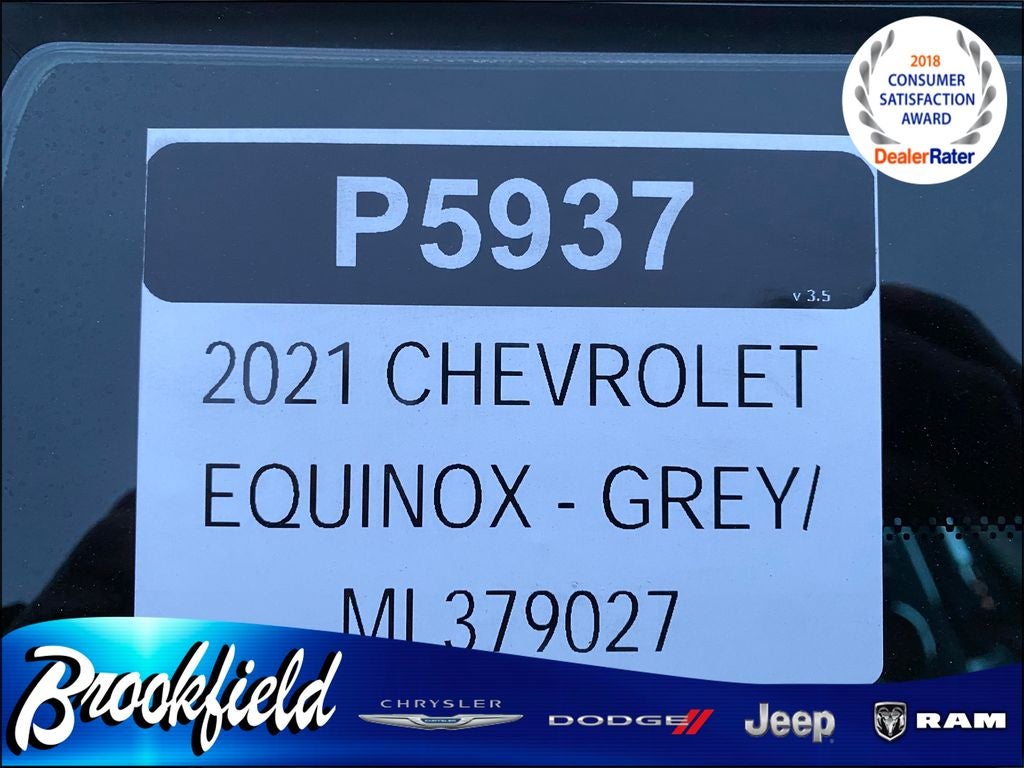 2018
CONSUMER
SATISFACTION
AWARD
DealerRater
P5937
v 3.5
2021 CHEVROLET
EQUINOX - GREY/
ML379027
Brookfield
CHRYSLER
DODGE
Jeep
RAM